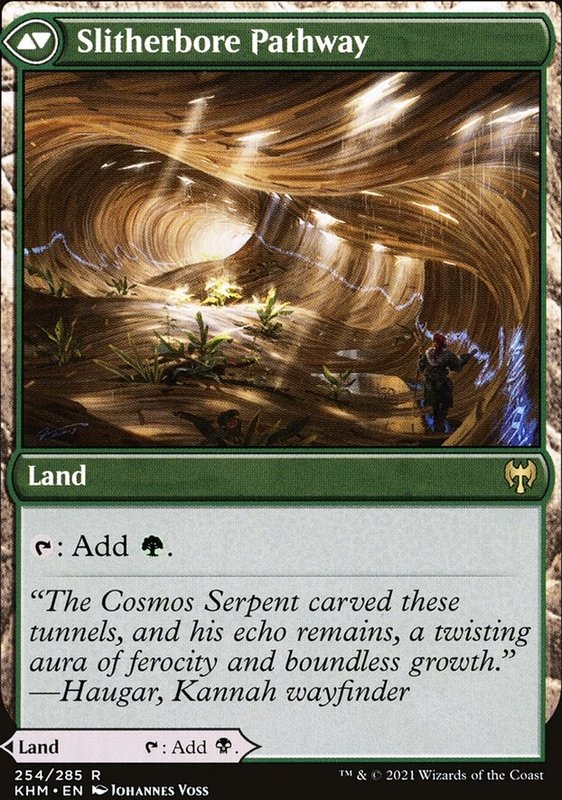 Slitherbore Pathway
Land
: Add .
“The Cosmos Serpent carved these
tunnels, and his echo remains, a twisting
aura of ferocity and boundless growth.”
—Haugar, Kannah wayfinder
Land : Add .
254/285 R
KHM • EN Johannes Voss
™ & © 2021 Wizards of the Coast